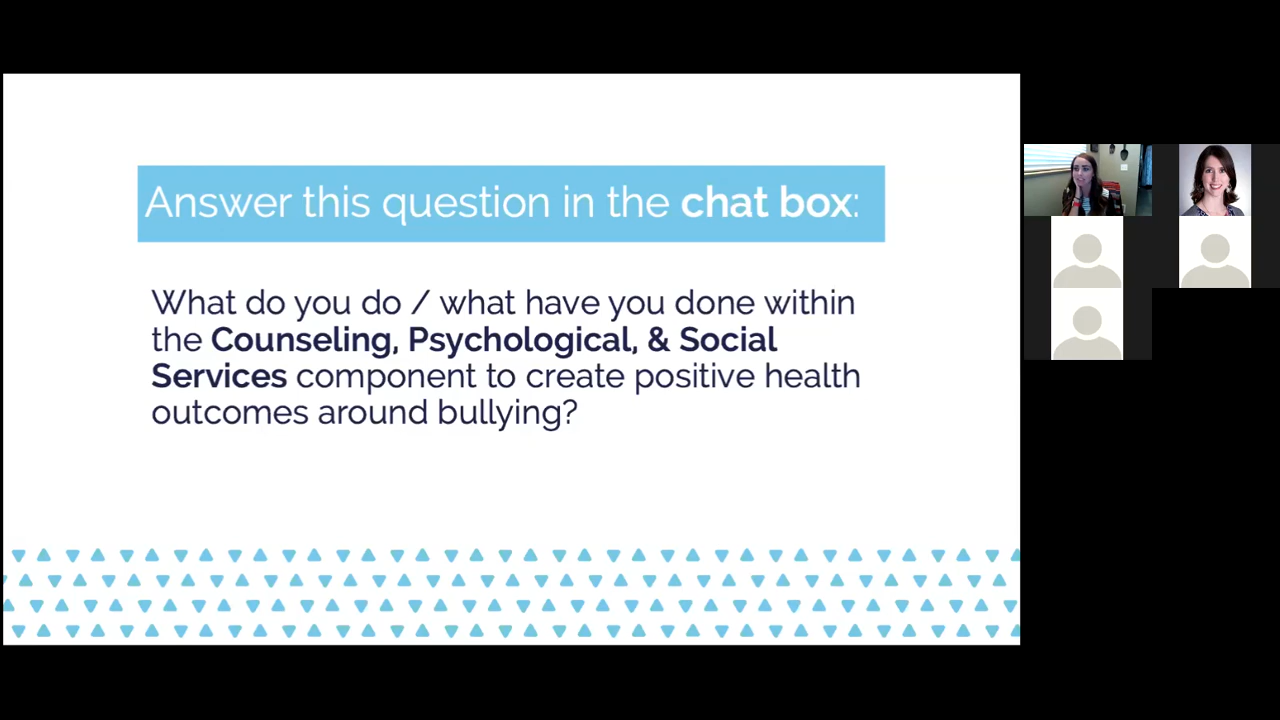 Answer this question in the chat box:
What do you do / what have you done within
the Counseling, Psychological, & Social
Services component to create positive health
outcomes around bullying?